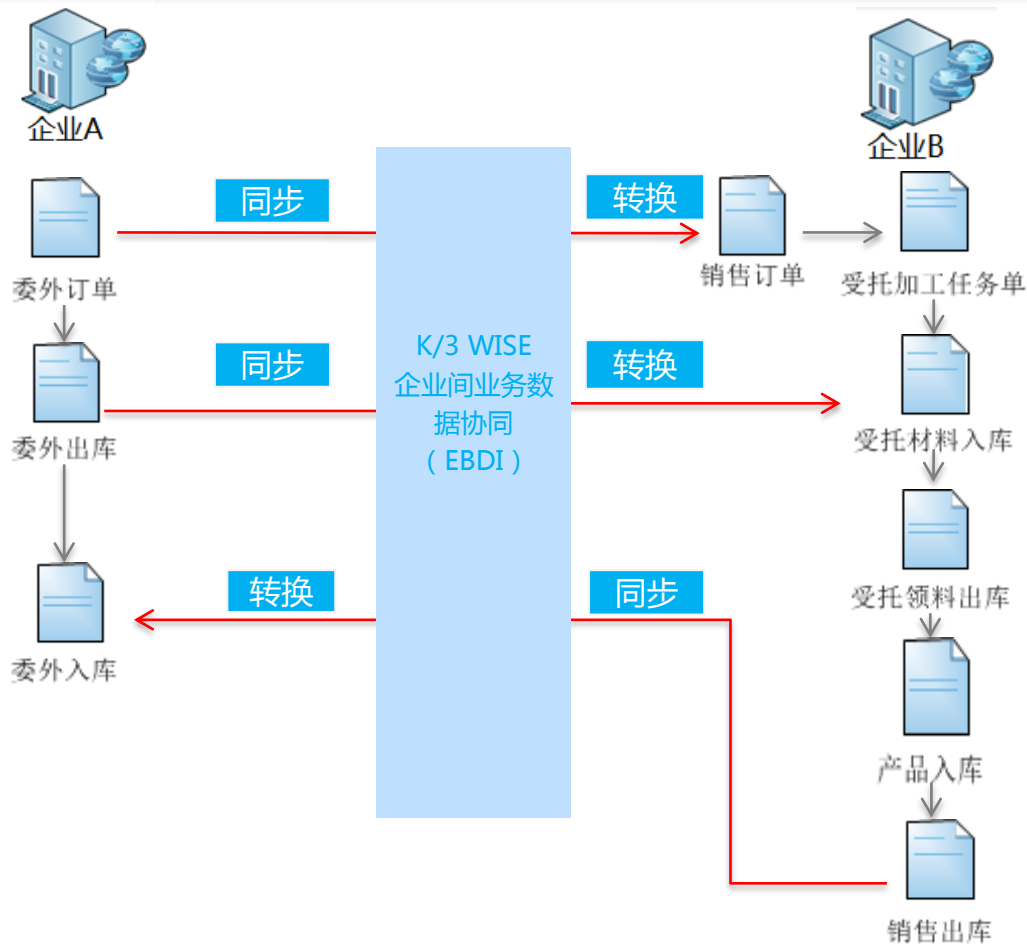 企业A
企业B
同步
转换
委外订单
销售订单
受托加工任务单
同步
K/3 WISE
企业间业务数
据协同
（EBDI）
转换
委外出库
受托材料入库
转换
同步
受托领料出库
委外入库
产品入库
销售出库